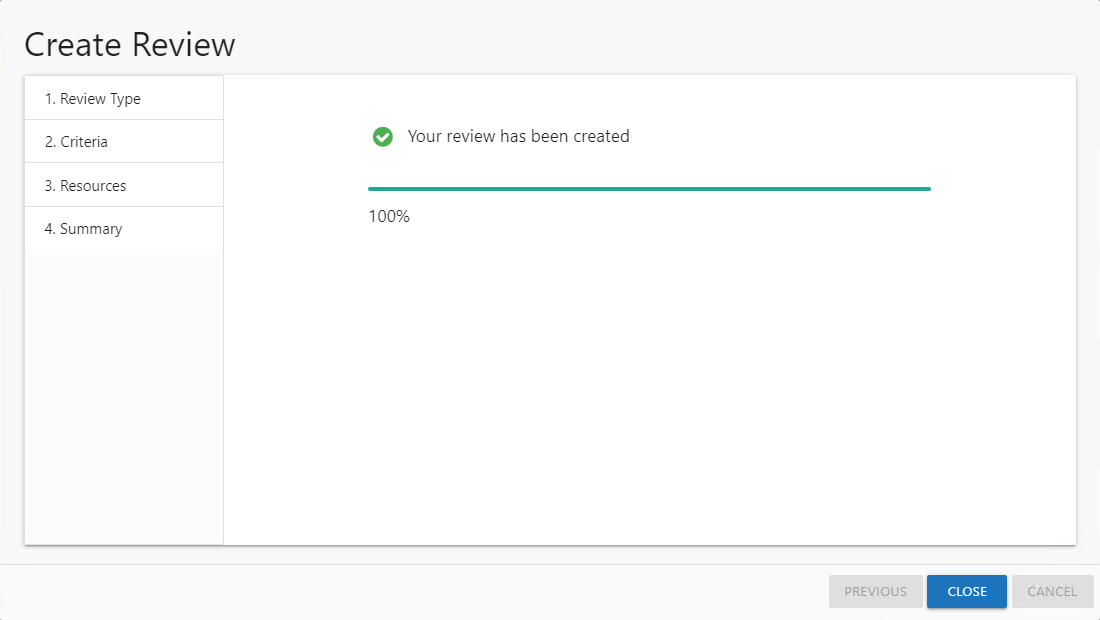 Create Review
1. Review Type
2. Criteria
3. Resources
4. Summary
Your review has been created
100%
PREVIOUS
CLOSE
CANCEL